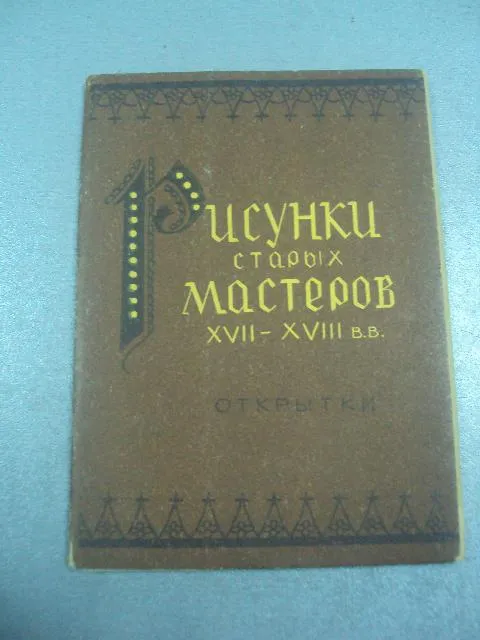 Рисунки
старых
мастеров
XVII – XVIII в.в.
открытки